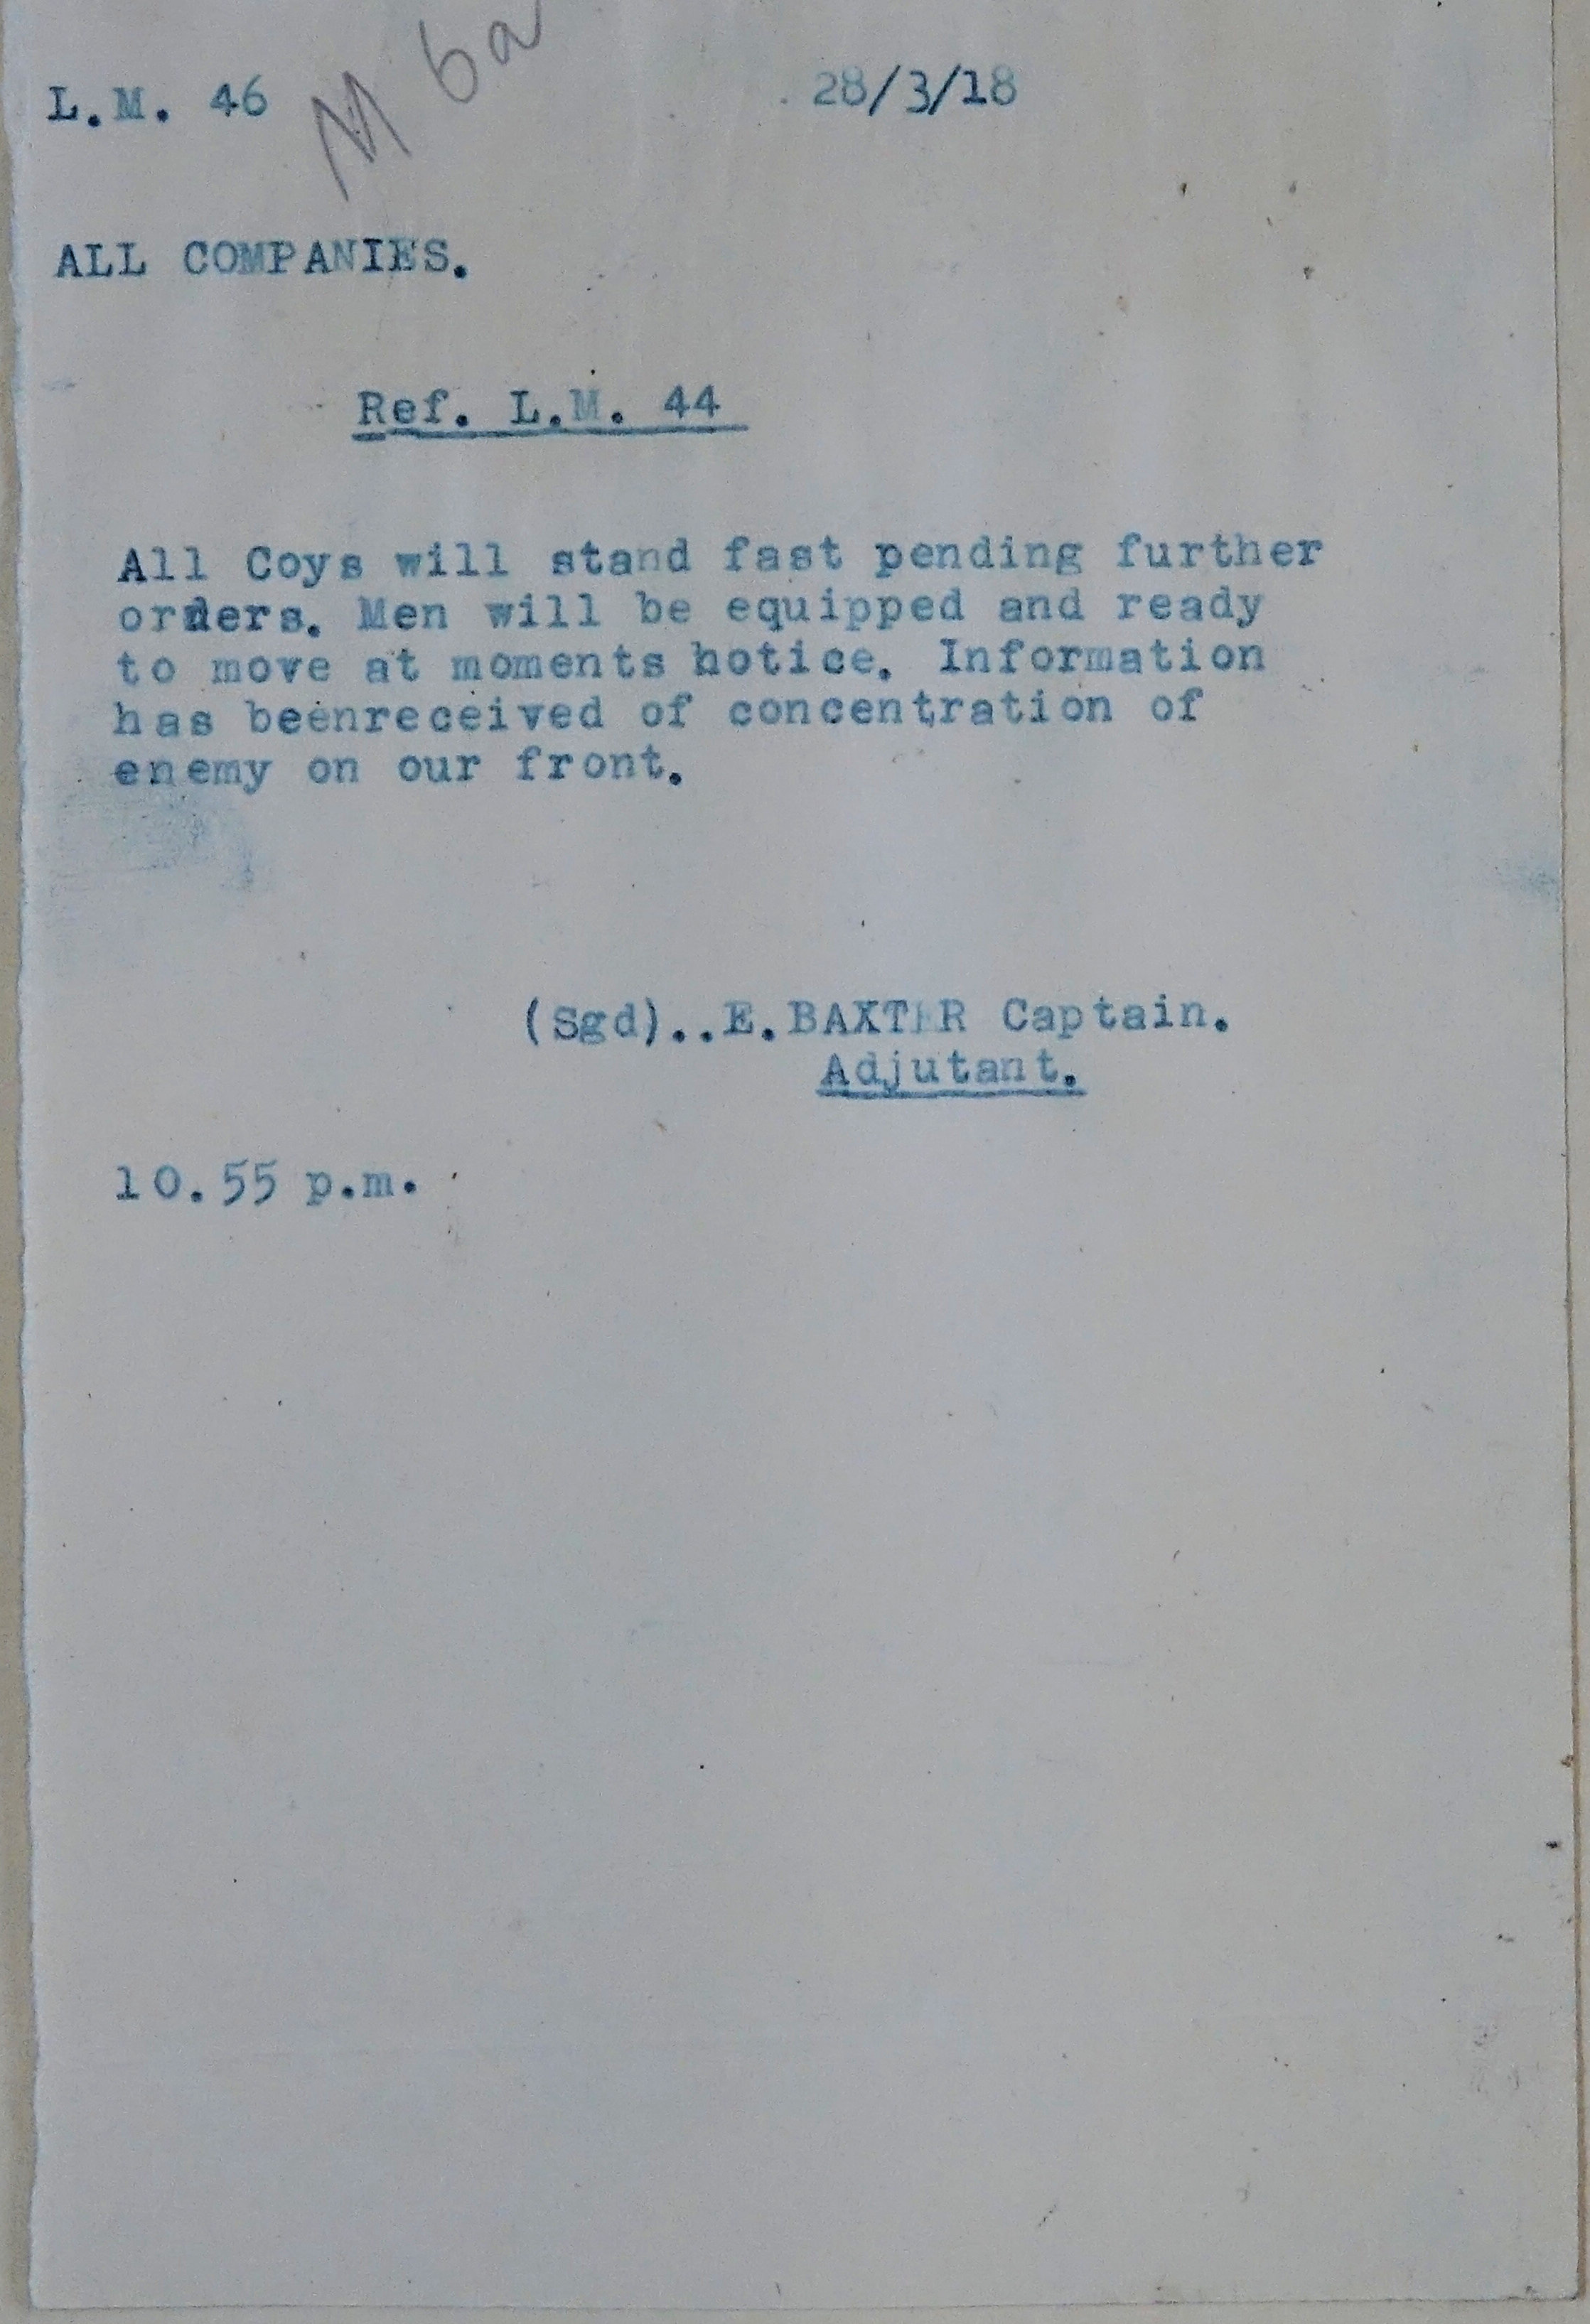 M 6a
L.M. 46 28/3/18
ALL COMPANIES.
Ref. L.M. 44
All Coys will stand fast pending further
orders. Men will be equipped and ready
to move at moments hotice. Information
has beenreceived of concentration of
enemy on our front.
(Sgd)..E.BAXTER Captain.
Adjutant.
10.55 p.m.